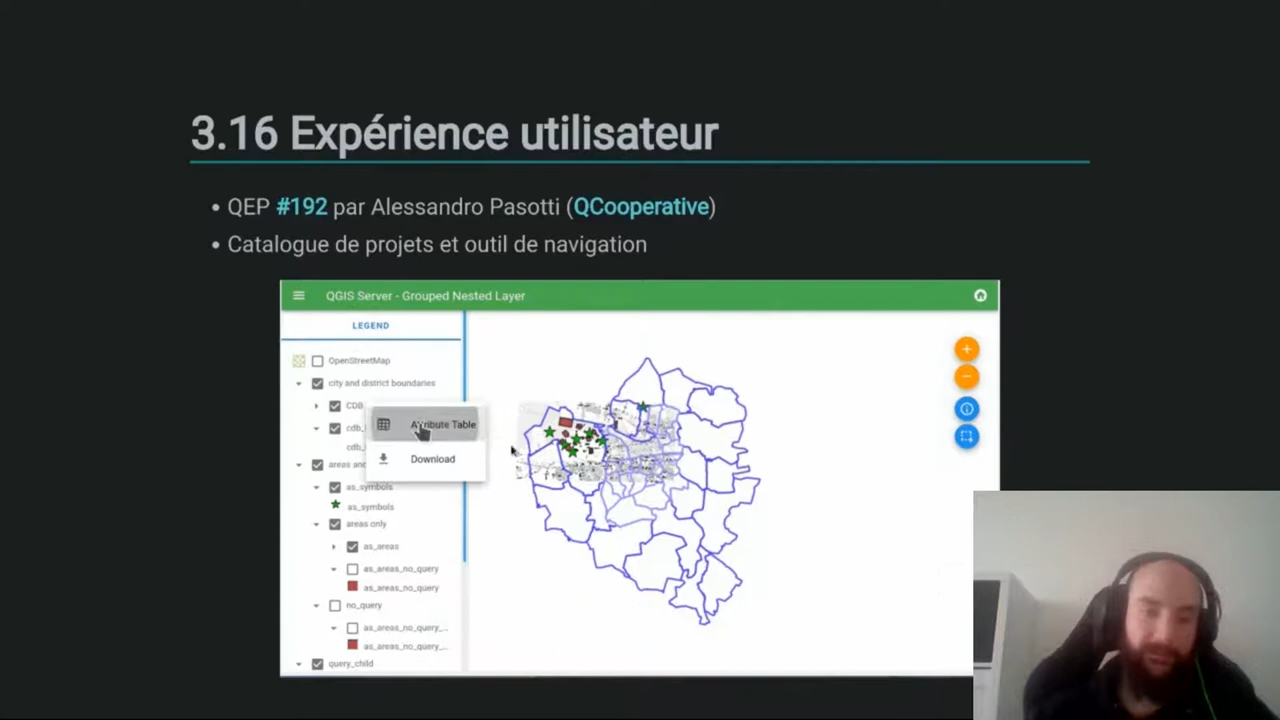 3.16 Expérience utilisateur
• QEP #192 par Alessandro Pasotti (QCooperative)
• Catalogue de projets et outil de navigation
QGIS Server - Grouped Nested Layer
LEGEND
OpenStreetMap
city and district boundaries
CDB
cdb_
cdb_
Attribute Table
Download
areas and
as_symbols
as_symbols
areas only
as_areas
as_areas_no_query
as_areas_no_query
no_query
as_areas_no_query_...
as_areas_no_query_...
query_child